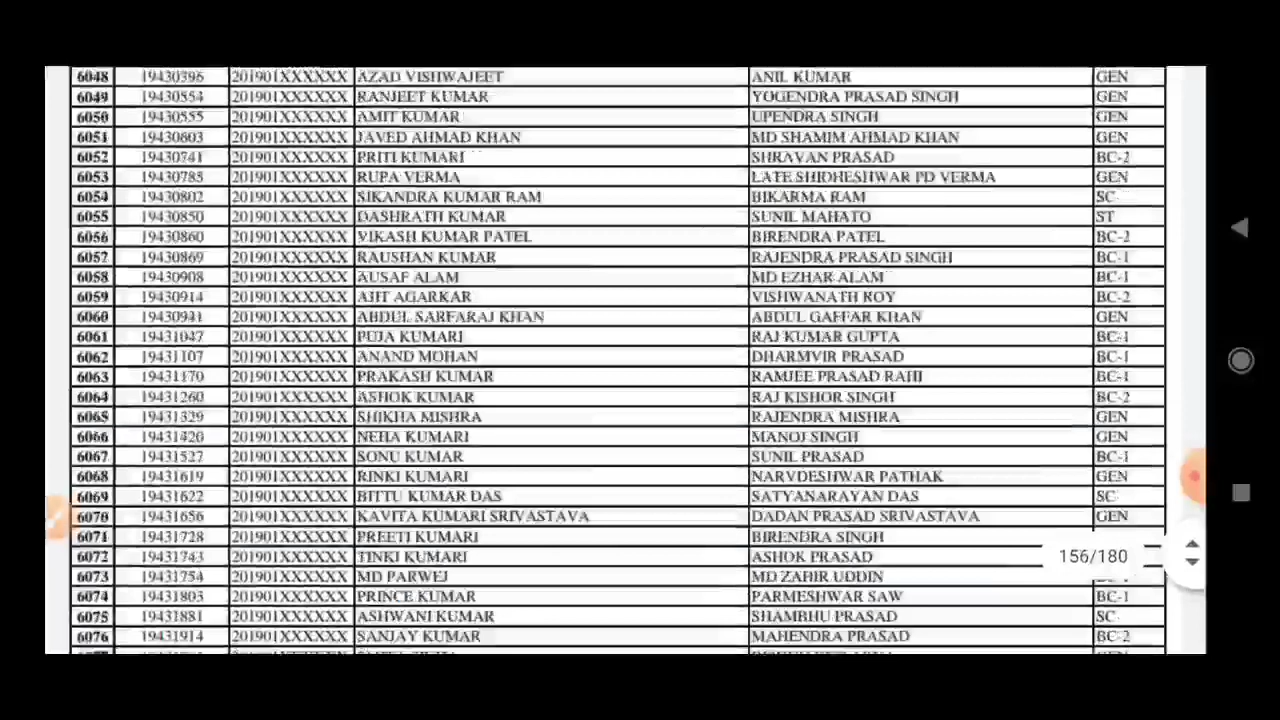 6048 19430396 201901XXXXXX AZAD VISHWAJEET ANIL KUMAR GEN
6049 19430554 201901XXXXXX RANJEET KUMAR YOGENDRA PRASAD SINGH GEN
6050 19430555 201901XXXXXX AMIT KUMAR UPENDRA SINGH GEN
6051 19430603 201901XXXXXX JAVED AHMAD KHAN MD SHAMIM AHMAD KHAN GEN
6052 19430741 201901XXXXXX PRITI KUMARI SHRAVAN PRASAD BC-2
6053 19430785 201901XXXXXX RUPA VERMA LATE SHIDHESHWAR PD VERMA GEN
6054 19430802 201901XXXXXX SIKANDRA KUMAR RAM BIKARMA RAM SC
6055 19430850 201901XXXXXX DASHRATH KUMAR SUNIL MAHATO ST
6056 19430860 201901XXXXXX VIKASH KUMAR PATEL BIRENDRA PATEL BC-2
6057 19430869 201901XXXXXX RAUSHAN KUMAR RAJENDRA PRASAD SINGH BC-1
6058 19430908 201901XXXXXX AUSAF ALAM MD EZHAR ALAM BC-1
6059 19430914 201901XXXXXX AJIT AGARKAR VISHWANATH ROY BC-2
6060 19430941 201901XXXXXX ABDUL SARFARAJ KHAN ABDUL GAFFAR KHAN GEN
6061 19431047 201901XXXXXX PUJA KUMARI RAJ KUMAR GUPTA BC-1
6062 19431107 201901XXXXXX ANAND MOHAN DHARMVIR PRASAD BC-1
6063 19431170 201901XXXXXX PRAKASH KUMAR RAMJEE PRASAD RAHI BC-1
6064 19431260 201901XXXXXX ASHOK KUMAR RAJ KISHOR SINGH BC-2
6065 19431329 201901XXXXXX SHIKHA MISHRA RAJENDRA MISHRA GEN
6066 19431420 201901XXXXXX NEHA KUMARI MANOJ SINGH GEN
6067 19431527 201901XXXXXX SONU KUMAR SUNIL PRASAD BC-1
6068 19431619 201901XXXXXX RINKI KUMARI NARVDESHWAR PATHAK GEN
6069 19431622 201901XXXXXX BITTU KUMAR DAS SATYANARAYAN DAS SC
6070 19431656 201901XXXXXX KAVITA KUMARI SRIVASTAVA DADAN PRASAD SRIVASTAVA GEN
6071 19431728 201901XXXXXX PREETI KUMARI BIRENDRA SINGH
6072 19431743 201901XXXXXX TINKI KUMARI ASHOK PRASAD
156/180
6073 19431754 201901XXXXXX MD PARWEJ MD ZAHIR UDDIN
6074 19431803 201901XXXXXX PRINCE KUMAR PARMESHWAR SAW BC-1
6075 19431881 201901XXXXXX ASHWANI KUMAR SHAMBHU PRASAD SC
6076 19431914 201901XXXXXX SANJAY KUMAR MAHENDRA PRASAD BC-2